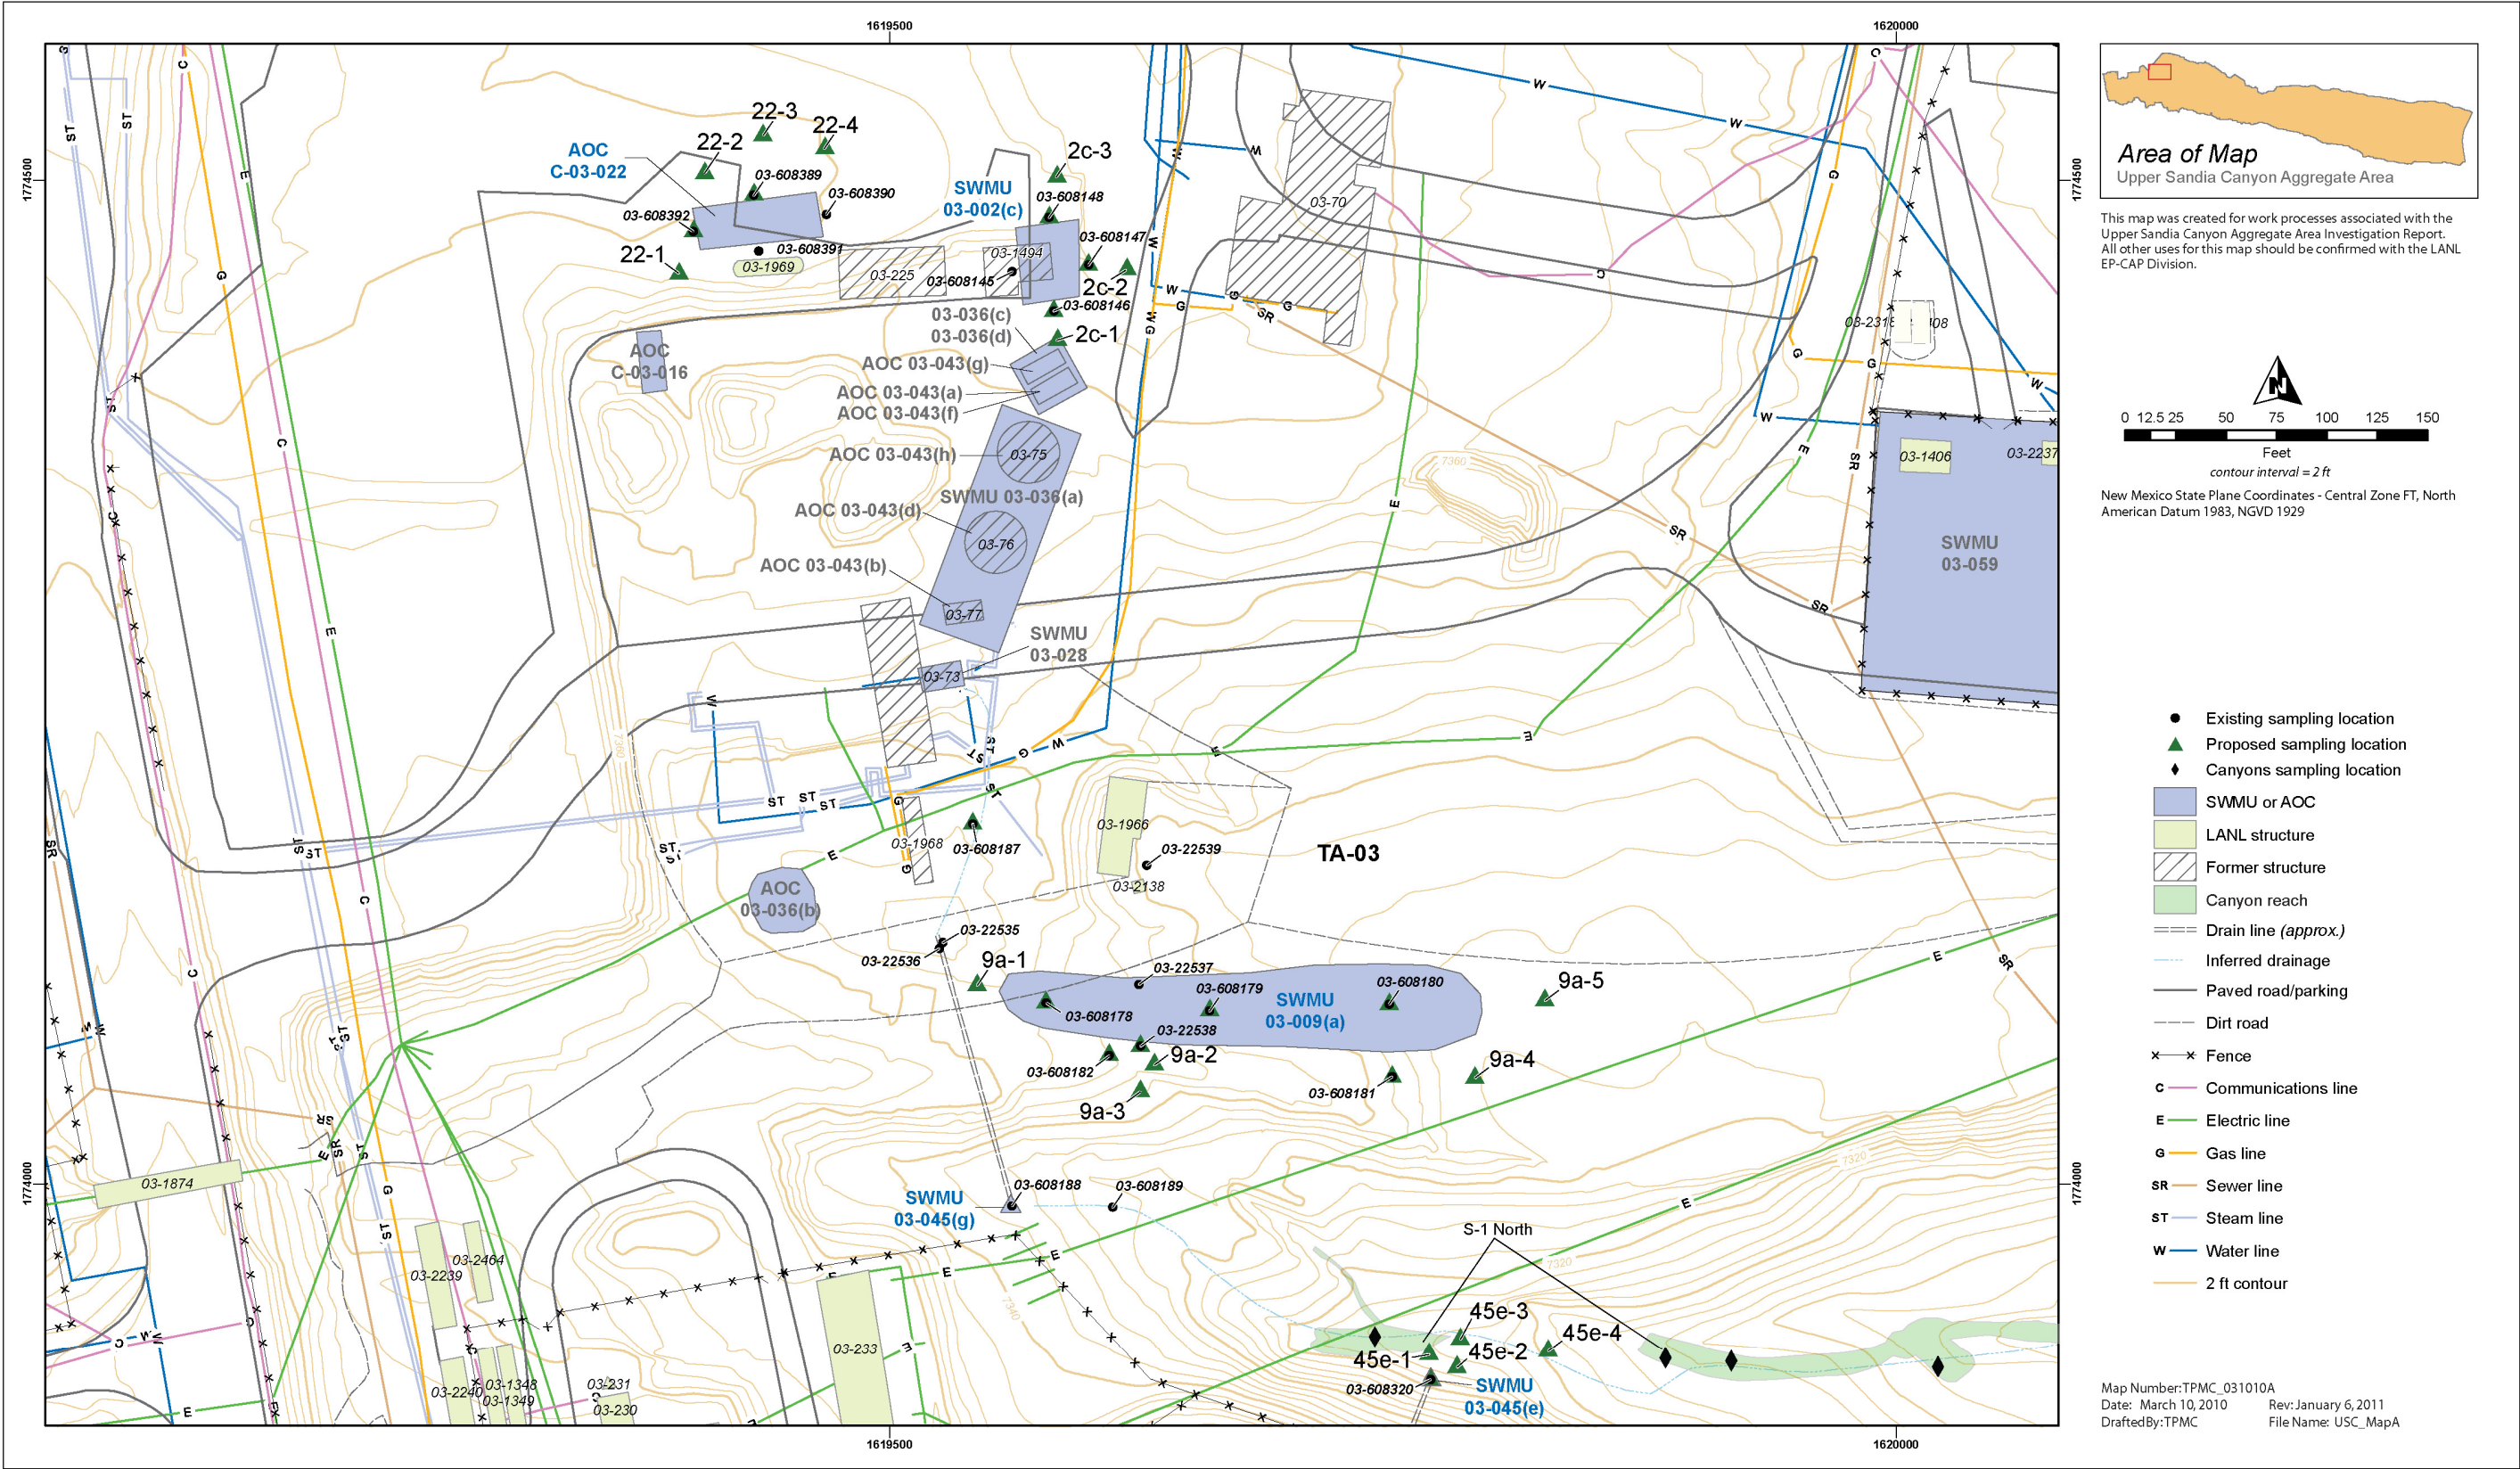 1619500
1620000
1774500
1774500
1774000
1774000
1619500
1620000
22-3
22-4
22-2
AOC
C-03-022
03-608389
03-608390
03-608392
03-608391
22-1
03-1969
03-225
SWMU
03-002(c)
2c-3
03-608148
03-608147
03-1494
03-608145
2c-2
03-608146
2c-1
03-036(c)
03-036(d)
AOC 03-043(g)
AOC 03-043(a)
AOC 03-043(f)
AOC
C-03-016
AOC 03-043(h)
03-75
SWMU 03-036(a)
AOC 03-043(d)
03-76
AOC 03-043(b)
03-77
SWMU
03-028
03-73
03-70
7360
03-1406
03-2237
SWMU
03-059
7360
03-1968
03-608187
03-1966
03-22539
03-2138
TA-03
AOC
03-036(b)
03-22535
03-22536
9a-1
03-22537
03-608179
03-608180
SWMU
03-009(a)
9a-5
03-608178
03-22538
03-608182
9a-2
9a-3
03-608181
9a-4
03-1874
SWMU
03-045(g)
03-608188
03-608189
S-1 North
7320
7320
7340
03-2464
03-2239
03-2240
03-1348
03-1349
03-231
03-230
03-233
45e-3
45e-4
45e-1
45e-2
03-608320
SWMU
03-045(e)
Area of Map
Upper Sandia Canyon Aggregate Area
This map was created for work processes associated with the
Upper Sandia Canyon Aggregate Area Investigation Report.
All other uses for this map should be confirmed with the LANL
EP-CAP Division.
N
0 12.5 25 50 75 100 125 150
Feet
contour interval = 2 ft
New Mexico State Plane Coordinates - Central Zone FT, North
American Datum 1983, NGVD 1929
Existing sampling location
Proposed sampling location
Canyons sampling location
SWMU or AOC
LANL structure
Former structure
Canyon reach
Drain line (approx.)
Inferred drainage
Paved road/parking
Dirt road
Fence
C Communications line
E Electric line
G Gas line
SR Sewer line
ST Steam line
W Water line
2 ft contour
Map Number:TPMC_031010A
Date: March 10, 2010 Rev: January 6, 2011
DraftedBy:TPMC File Name: USC_MapA